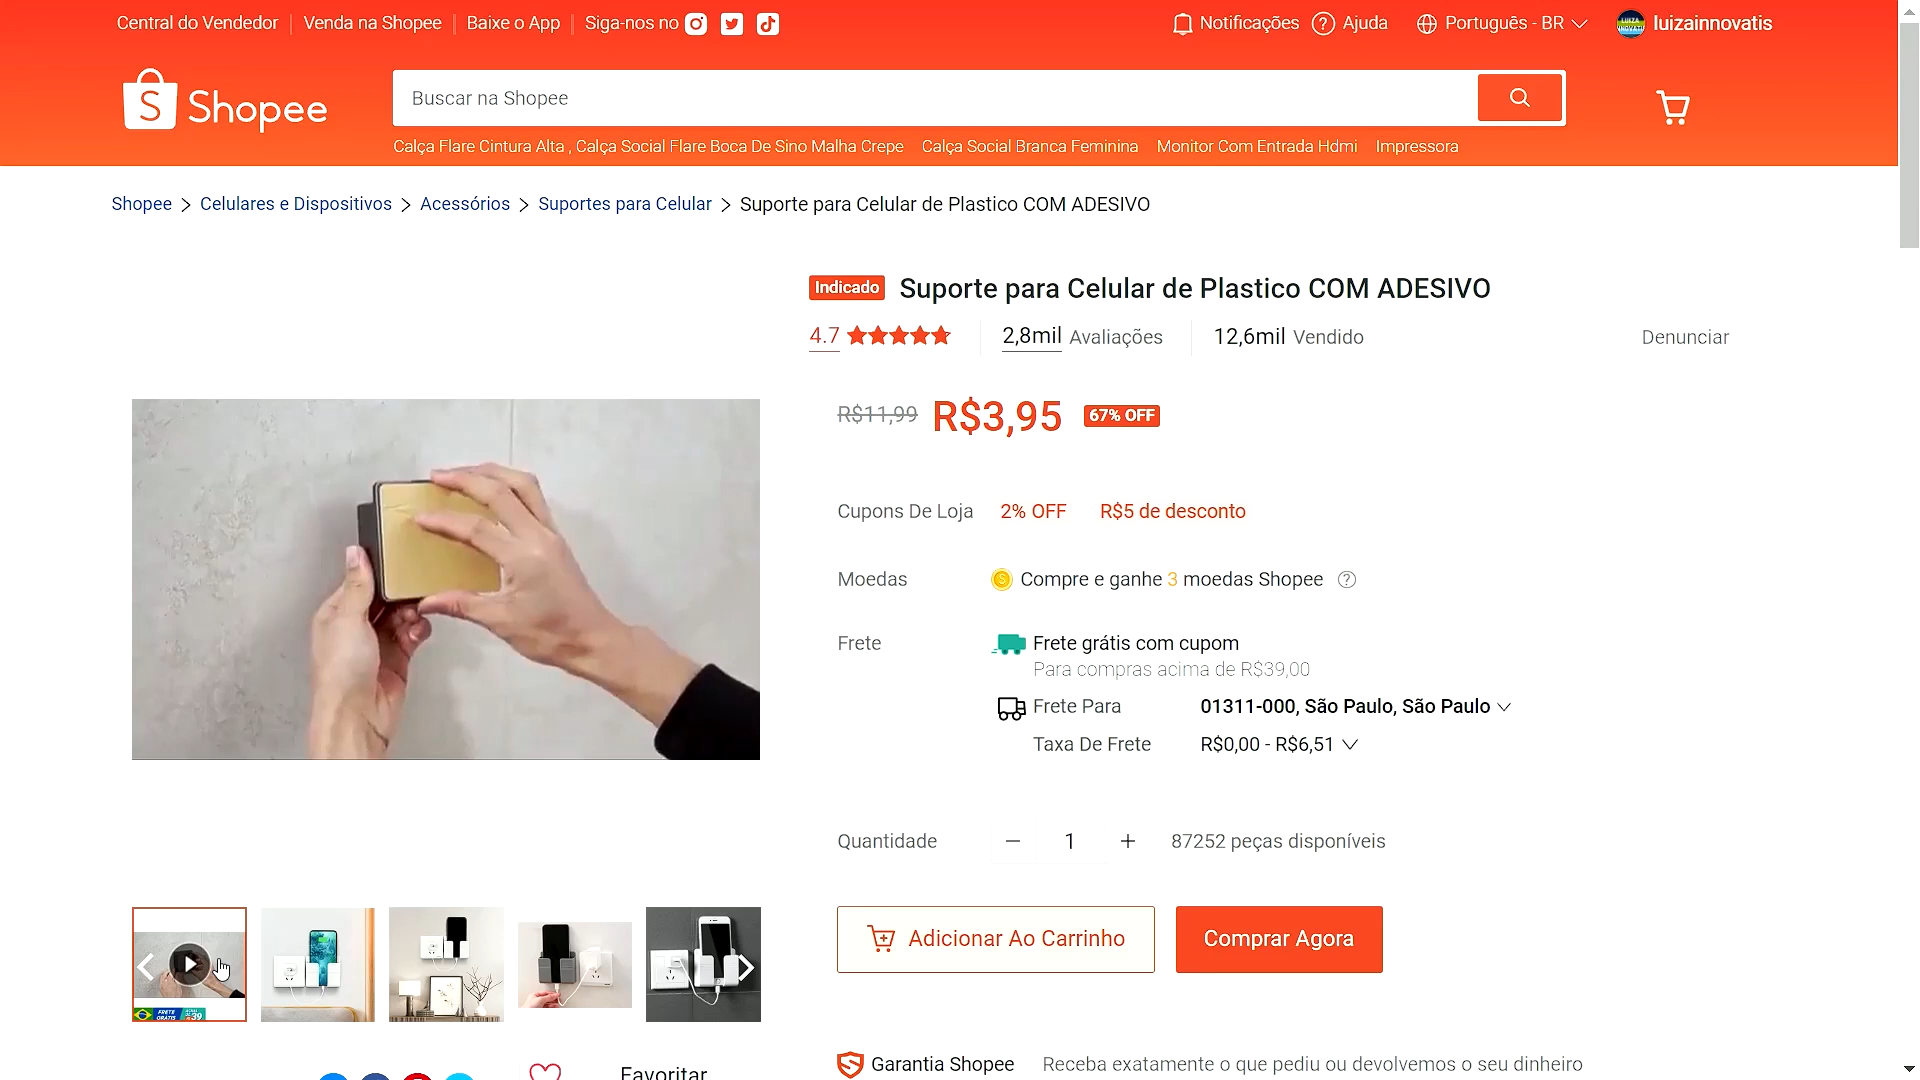 Central do Vendedor
Venda na Shopee
Baixe o App
Siga-nos no
Notificações
Ajuda
Português - BR
luizainnovatis
Shopee
Buscar na Shopee
Calça Flare Cintura Alta , Calça Social Flare Boca De Sino Malha Crepe
Calça Social Branca Feminina
Monitor Com Entrada Hdmi
Impressora
Shopee > Celulares e Dispositivos > Acessórios > Suportes para Celular > Suporte para Celular de Plastico COM ADESIVO
Indicado Suporte para Celular de Plastico COM ADESIVO
4.7
2,8mil Avaliações
12,6mil Vendido
Denunciar
R$11,99 R$3,95 67% OFF
Cupons De Loja 2% OFF R$5 de desconto
Moedas Compre e ganhe 3 moedas Shopee
Frete Frete grátis com cupom
Para compras acima de R$39,00
Frete Para 01311-000, São Paulo, São Paulo
Taxa De Frete R$0,00 - R$6,51
Quantidade 1 87252 peças disponíveis
FRETE GRÁTIS
39
Adicionar Ao Carrinho
Comprar Agora
Favoritar
Garantia Shopee Receba exatamente o que pediu ou devolvemos o seu dinheiro